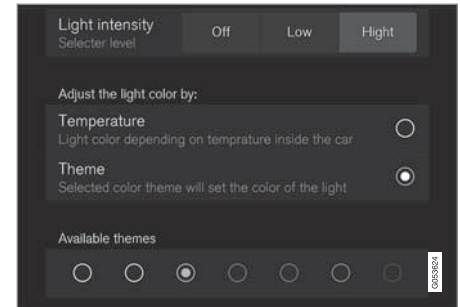 Light intensity
Off Low Hight
Selecter level
Adjust the light color by:
Temperature
Light color depending on temprature inside the car
Theme
Selected color theme will set the color of the light
Available themes
G053624